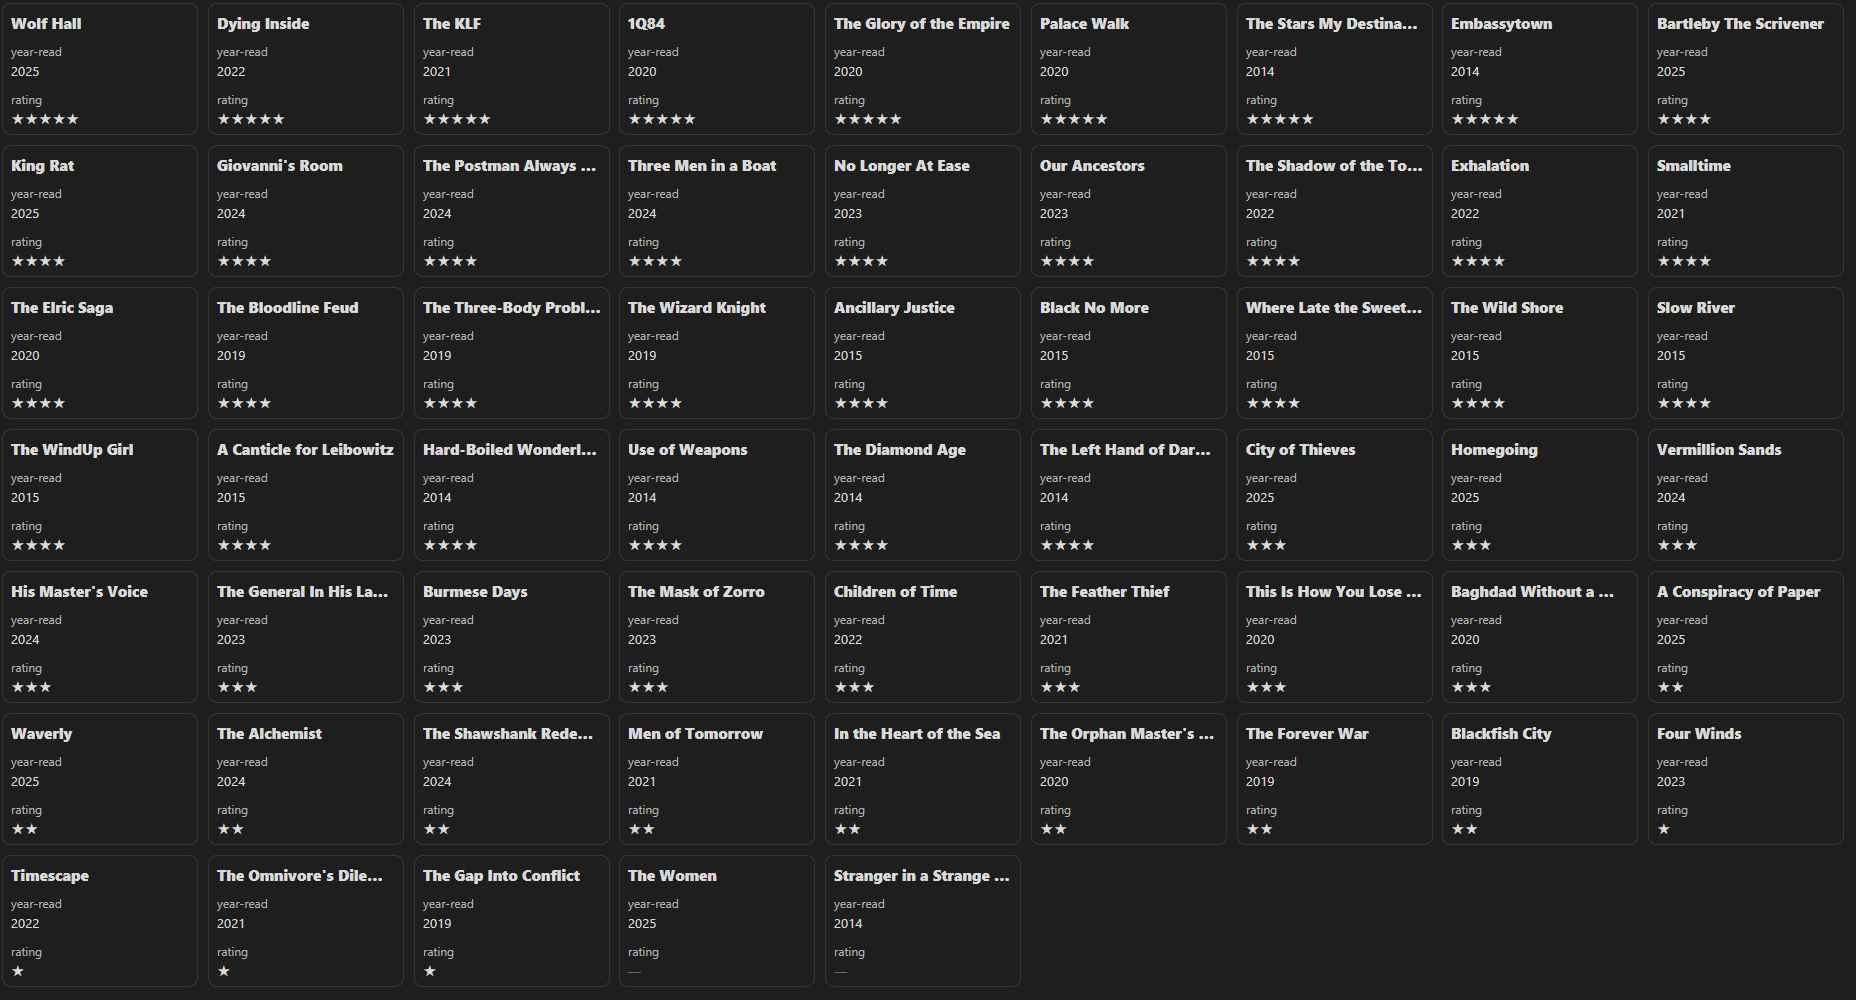 Wolf Hall
year-read
2025
rating
★★★★★
Dying Inside
year-read
2022
rating
★★★★★
The KLF
year-read
2021
rating
★★★★★
1Q84
year-read
2020
rating
★★★★★
The Glory of the Empire
year-read
2020
rating
★★★★★
Palace Walk
year-read
2020
rating
★★★★★
The Stars My Destina...
year-read
2014
rating
★★★★★
Embassytown
year-read
2014
rating
★★★★★
Bartleby The Scrivener
year-read
2025
rating
★★★★
King Rat
year-read
2025
rating
★★★★
Giovanni's Room
year-read
2024
rating
★★★★
The Postman Always ...
year-read
2024
rating
★★★★
Three Men in a Boat
year-read
2024
rating
★★★★
No Longer At Ease
year-read
2023
rating
★★★★
Our Ancestors
year-read
2023
rating
★★★★
The Shadow of the To...
year-read
2022
rating
★★★★
Exhalation
year-read
2022
rating
★★★★
Smalltime
year-read
2021
rating
★★★★
The Elric Saga
year-read
2020
rating
★★★★
The Bloodline Feud
year-read
2019
rating
★★★★
The Three-Body Probl...
year-read
2019
rating
★★★★
The Wizard Knight
year-read
2019
rating
★★★★
Ancillary Justice
year-read
2015
rating
★★★★
Black No More
year-read
2015
rating
★★★★
Where Late the Sweet...
year-read
2015
rating
★★★★
The Wild Shore
year-read
2015
rating
★★★★
Slow River
year-read
2015
rating
★★★★
The WindUp Girl
year-read
2015
rating
★★★★
A Canticle for Leibowitz
year-read
2015
rating
★★★★
Hard-Boiled Wonderl...
year-read
2014
rating
★★★★
Use of Weapons
year-read
2014
rating
★★★★
The Diamond Age
year-read
2014
rating
★★★★
The Left Hand of Dar...
year-read
2014
rating
★★★★
City of Thieves
year-read
2025
rating
★★★
Homegoing
year-read
2025
rating
★★★
Vermillion Sands
year-read
2024
rating
★★★
His Master's Voice
year-read
2024
rating
★★★
The General In His La...
year-read
2023
rating
★★★
Burmese Days
year-read
2023
rating
★★★
The Mask of Zorro
year-read
2023
rating
★★★
Children of Time
year-read
2022
rating
★★★
The Feather Thief
year-read
2021
rating
★★★
This Is How You Lose ...
year-read
2020
rating
★★★
Baghdad Without a ...
year-read
2020
rating
★★★
A Conspiracy of Paper
year-read
2025
rating
★★
Waverly
year-read
2025
rating
★★
The Alchemist
year-read
2024
rating
★★
The Shawshank Rede...
year-read
2024
rating
★★
Men of Tomorrow
year-read
2021
rating
★★
In the Heart of the Sea
year-read
2021
rating
★★
The Orphan Master's ...
year-read
2020
rating
★★
The Forever War
year-read
2019
rating
★★
Blackfish City
year-read
2019
rating
★★
Four Winds
year-read
2023
rating
★
Timescape
year-read
2022
rating
★
The Omnivore's Dile...
year-read
2021
rating
★
The Gap Into Conflict
year-read
2019
rating
★
The Women
year-read
2025
rating
—
Stranger in a Strange ...
year-read
2014
rating
—